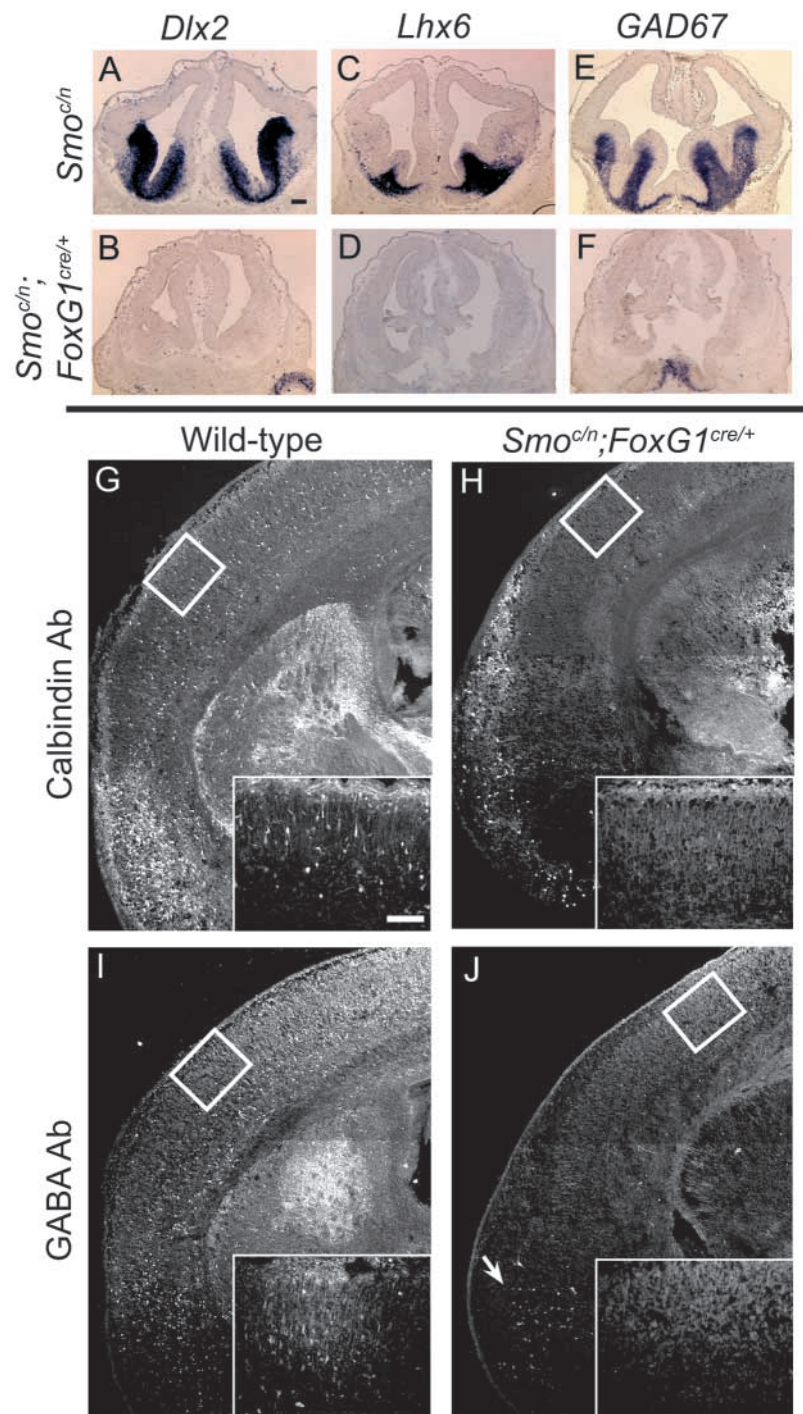 Dlx2 Lhx6 GAD67
A C E
Smo^c/n
B D F
Smo^c/n;
FoxG1^cre/+
Wild-type Smo^c/n;FoxG1^cre/+
G H
Calbindin Ab
I J
GABA Ab